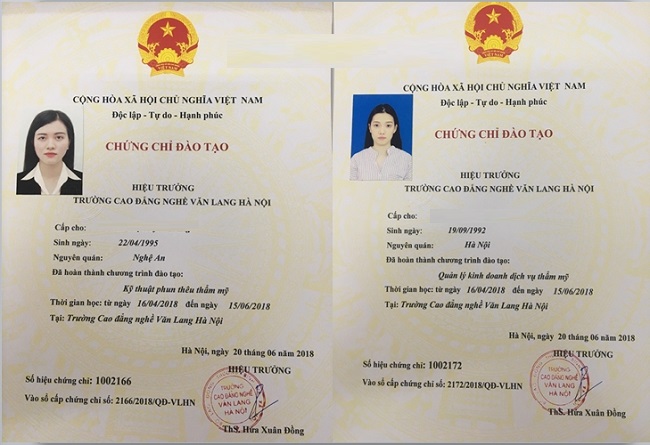 CỘNG HÒA XÃ HỘI CHỦ NGHĨA VIỆT NAM
Độc lập - Tự do - Hạnh phúc
CHỨNG CHỈ ĐÀO TẠO
HIỆU TRƯỞNG
TRƯỜNG CAO ĐẲNG NGHỀ VĂN LANG HÀ NỘI
Cấp cho:
Sinh ngày: 22/04/1995
Nguyên quán: Nghệ An
Đã hoàn thành chương trình đào tạo:
Kỹ thuật phun thêu thẩm mỹ
Thời gian học: từ ngày 16/04/2018 đến ngày 15/06/2018
Tại: Trường Cao đẳng nghề Văn Lang Hà Nội
Hà Nội, ngày 20 tháng 06 năm 2018
HIỆU TRƯỞNG
Số hiệu chứng chỉ: 1002166
Vào sổ cấp chứng chỉ số: 2166/2018/QĐ-VLHN
TRƯỜNG
CAO ĐẲNG NGHỀ
VĂN LANG
HÀ NỘI
ThS. Hứa Xuân Đồng
CỘNG HÒA XÃ HỘI CHỦ NGHĨA VIỆT NAM
Độc lập - Tự do - Hạnh phúc
CHỨNG CHỈ ĐÀO TẠO
HIỆU TRƯỞNG
TRƯỜNG CAO ĐẲNG NGHỀ VĂN LANG HÀ NỘI
Cấp cho:
Sinh ngày: 19/09/1992
Nguyên quán: Hà Nội
Đã hoàn thành chương trình đào tạo:
Quản lý kinh doanh dịch vụ thẩm mỹ
Thời gian học: từ ngày 16/04/2018 đến ngày 15/06/2018
Tại: Trường Cao đẳng nghề Văn Lang Hà Nội
Hà Nội, ngày 20 tháng 06 năm 2018
HIỆU TRƯỞNG
Số hiệu chứng chỉ: 1002172
Vào sổ cấp chứng chỉ số: 2172/2018/QĐ-VLHN
TRƯỜNG
CAO ĐẲNG NGHỀ
VĂN LANG
HÀ NỘI
ThS. Hứa Xuân Đồng